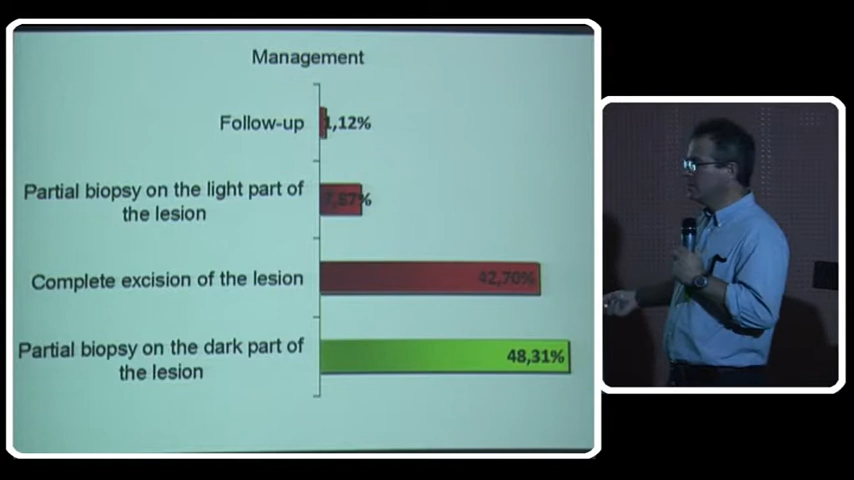 Management
Follow-up
1,12%
Partial biopsy on the light part of
the lesion
7,87%
Complete excision of the lesion
42,70%
Partial biopsy on the dark part of
the lesion
48,31%